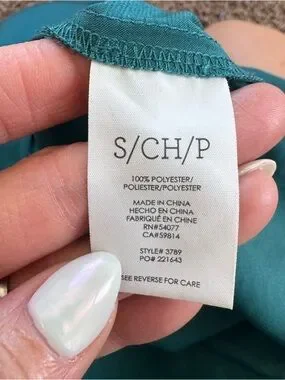 S/CH/P
100% POLYESTER/
POLIESTER/POLYESTER
MADE IN CHINA
HECHO EN CHINA
FABRIQUÉ EN CHINE
RN#54077
CA#59814
STYLE# 3789
PO# 221643
SEE REVERSE FOR CARE